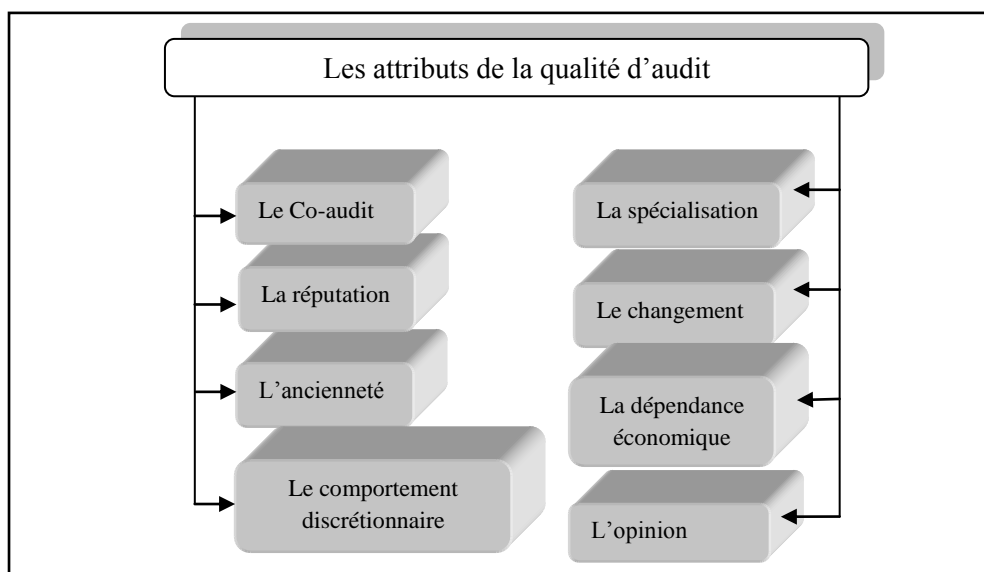 Les attributs de la qualité d’audit
Le Co-audit
La réputation
L’ancienneté
Le comportement
discrétionnaire
La spécialisation
Le changement
La dépendance
économique
L’opinion